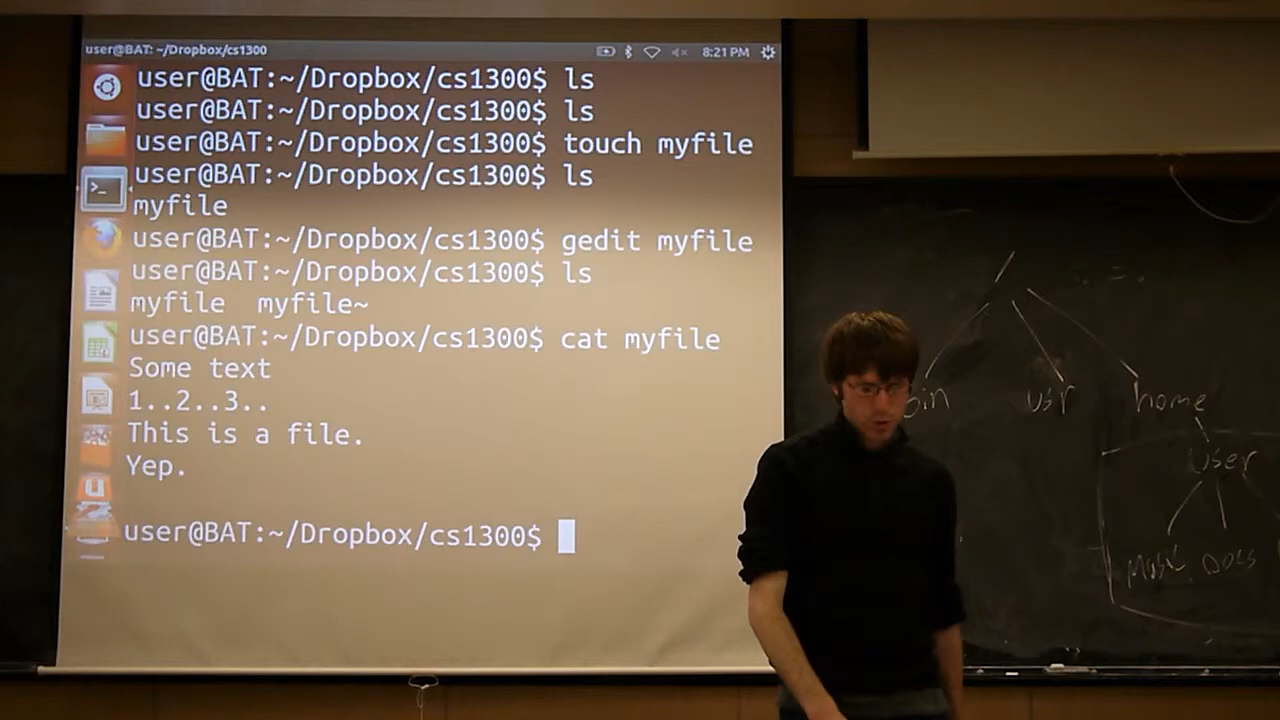 user@BAT: ~/Dropbox/cs1300
8:21 PM
user@BAT:~/Dropbox/cs1300$ ls
user@BAT:~/Dropbox/cs1300$ ls
user@BAT:~/Dropbox/cs1300$ touch myfile
user@BAT:~/Dropbox/cs1300$ ls
myfile
user@BAT:~/Dropbox/cs1300$ gedit myfile
user@BAT:~/Dropbox/cs1300$ ls
myfile  myfile~
user@BAT:~/Dropbox/cs1300$ cat myfile
Some text
1..2..3..
This is a file.
Yep.
user@BAT:~/Dropbox/cs1300$
/
bin usr home
user
Music Docs